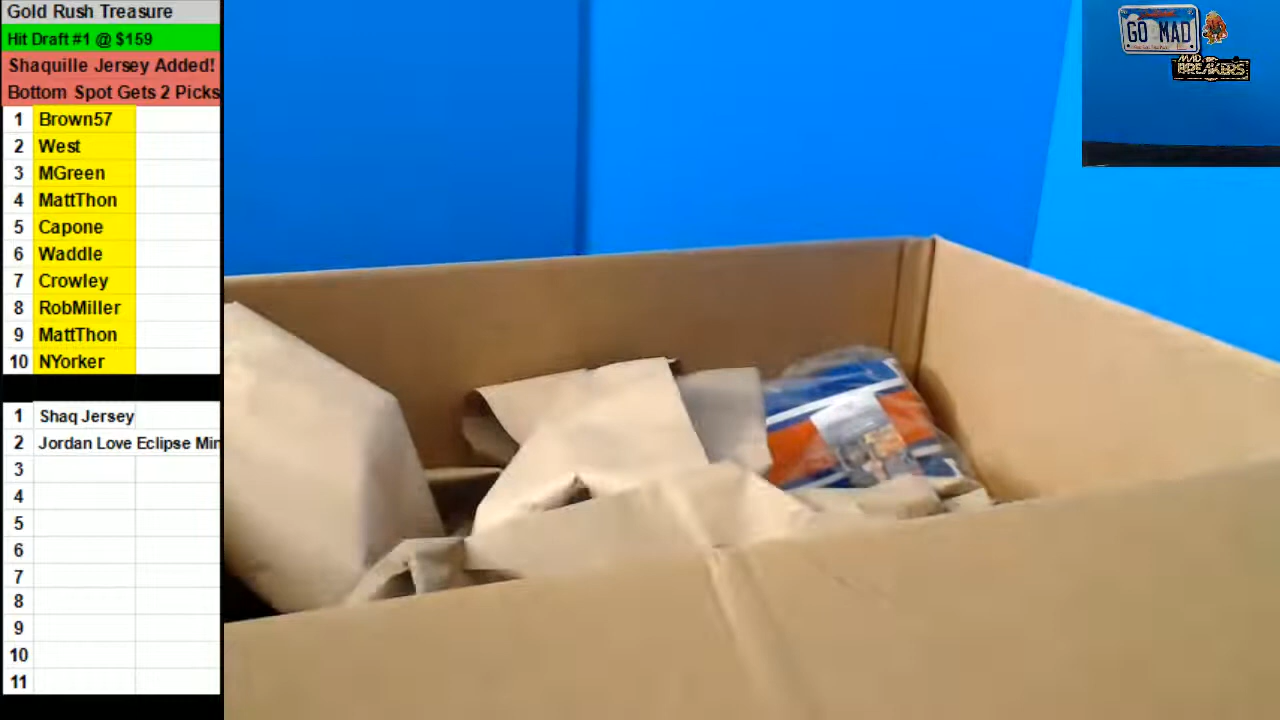 Gold Rush Treasure
Hit Draft #1 @ $159
Shaquille Jersey Added!
Bottom Spot Gets 2 Picks
1 Brown57
2 West
3 MGreen
4 MattThon
5 Capone
6 Waddle
7 Crowley
8 RobMiller
9 MattThon
10 NYorker
1 Shaq Jersey
2 Jordan Love Eclipse Min
3
4
5
6
7
8
9
10
11
GO MAD
MAD
BREAKERS